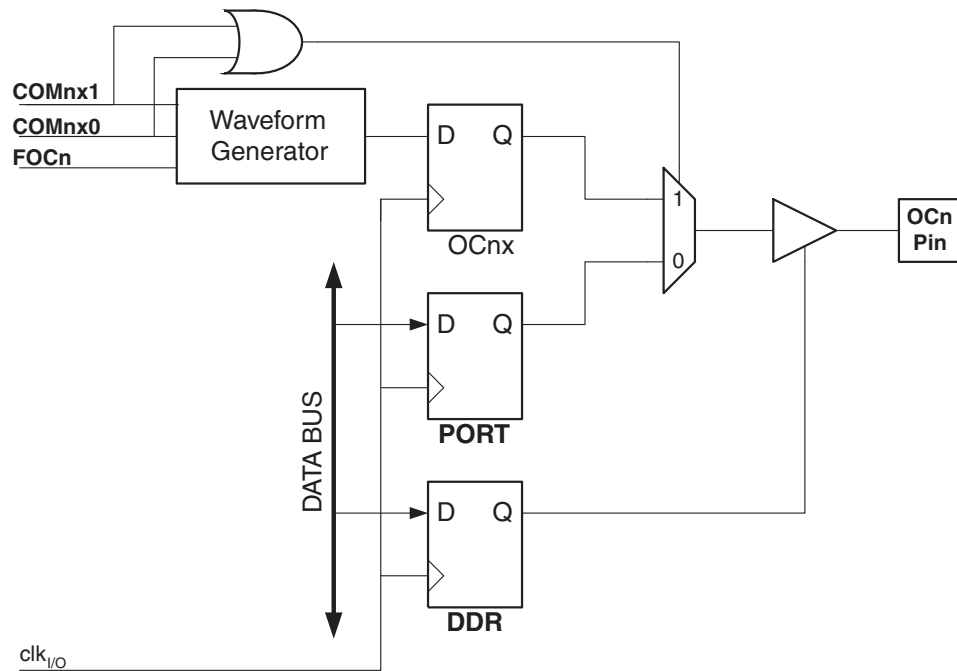 COMnx1
COMnx0
FOCn
Waveform
Generator
D Q
OCnx
1
0
OCn
Pin
D Q
PORT
DATA BUS
D Q
DDR
clkI/O